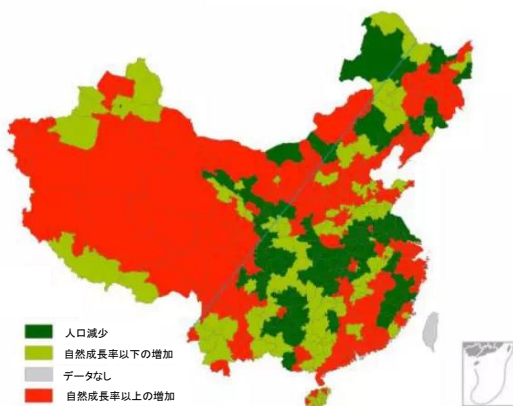 人口減少
自然成長率以下の増加
データなし
自然成長率以上の増加